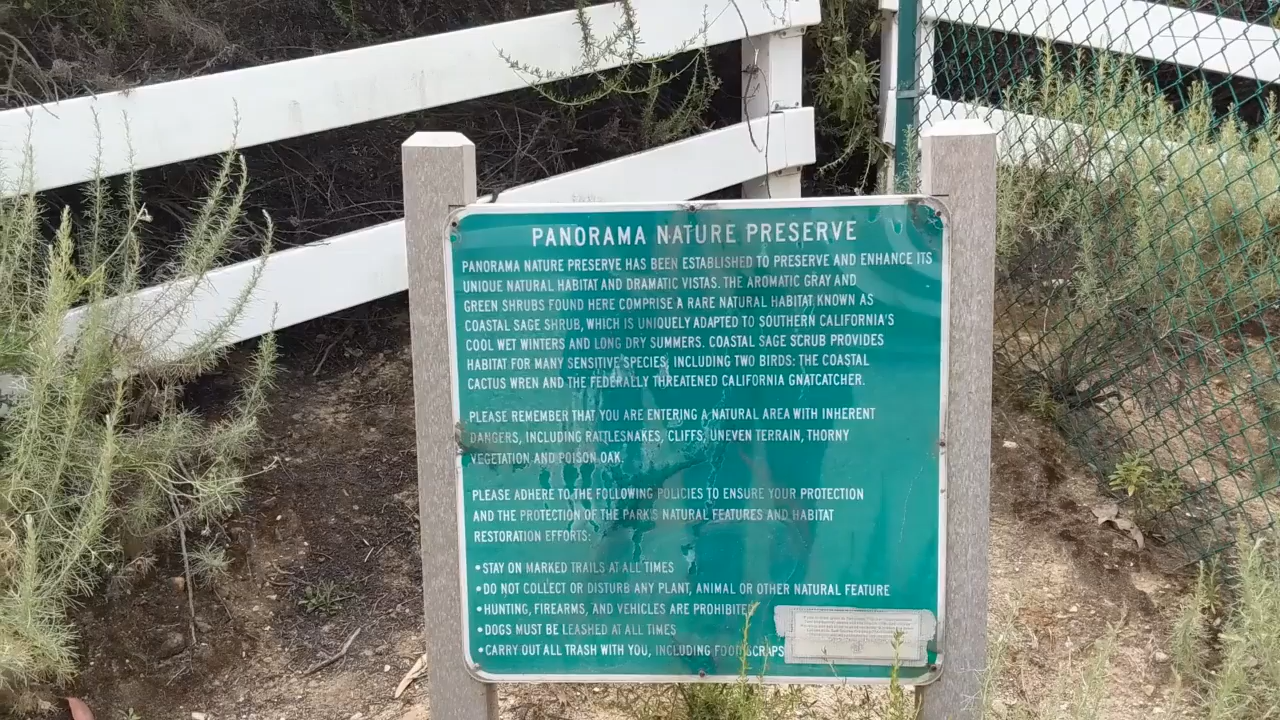 PANORAMA NATURE PRESERVE
PANORAMA NATURE PRESERVE HAS BEEN ESTABLISHED TO PRESERVE AND ENHANCE ITS
UNIQUE NATURAL HABITAT AND DRAMATIC VISTAS. THE AROMATIC GRAY AND
GREEN SHRUBS FOUND HERE COMPRISE A RARE NATURAL HABITAT KNOWN AS
COASTAL SAGE SHRUB, WHICH IS UNIQUELY ADAPTED TO SOUTHERN CALIFORNIA'S
COOL WET WINTERS AND LONG DRY SUMMERS. COASTAL SAGE SCRUB PROVIDES
HABITAT FOR MANY SENSITIVE SPECIES, INCLUDING TWO BIRDS: THE COASTAL
CACTUS WREN AND THE FEDERALLY THREATENED CALIFORNIA GNATCATCHER.
PLEASE REMEMBER THAT YOU ARE ENTERING A NATURAL AREA WITH INHERENT
DANGERS, INCLUDING RATTLESNAKES, CLIFFS, UNEVEN TERRAIN, THORNY
VEGETATION AND POISON OAK.
PLEASE ADHERE TO THE FOLLOWING POLICIES TO ENSURE YOUR PROTECTION
AND THE PROTECTION OF THE PARK'S NATURAL FEATURES AND HABITAT
RESTORATION EFFORTS:
• STAY ON MARKED TRAILS AT ALL TIMES
• DO NOT COLLECT OR DISTURB ANY PLANT, ANIMAL OR OTHER NATURAL FEATURE
• HUNTING, FIREARMS, AND VEHICLES ARE PROHIBITED
• DOGS MUST BE LEASHED AT ALL TIMES
• CARRY OUT ALL TRASH WITH YOU, INCLUDING FOOD SCRAPS